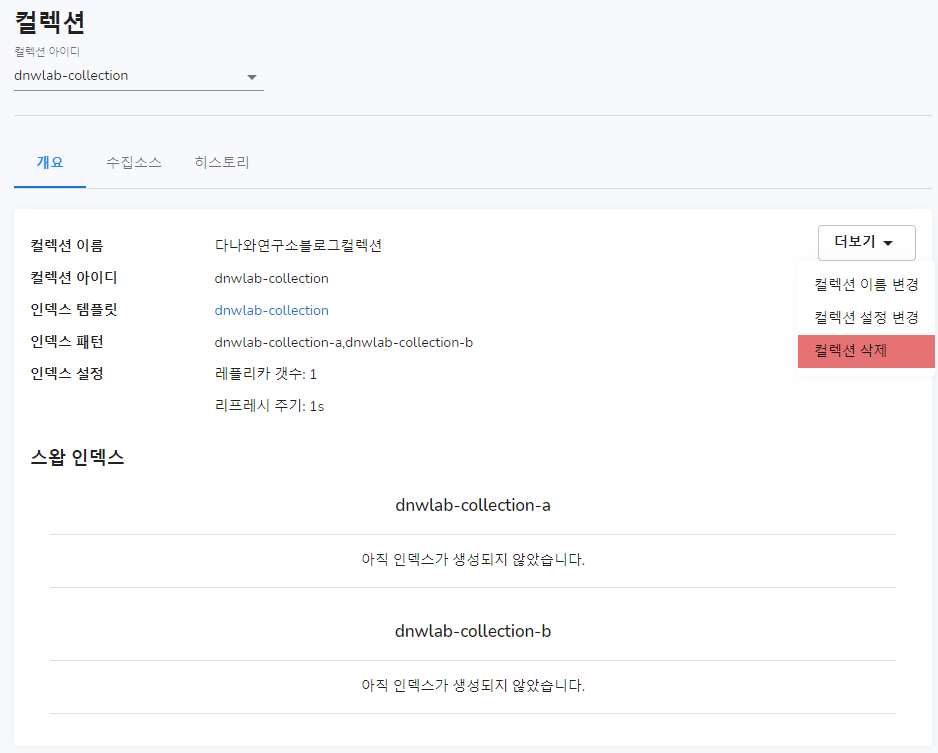 컬렉션
컬렉션 아이디
dnwlab-collection
개요 수집소스 히스토리
더보기
컬렉션 이름 변경
컬렉션 설정 변경
컬렉션 삭제
컬렉션 이름 다나와연구소블로그컬렉션
컬렉션 아이디 dnwlab-collection
인덱스 템플릿 dnwlab-collection
인덱스 패턴 dnwlab-collection-a,dnwlab-collection-b
인덱스 설정 레플리카 갯수: 1
리프레시 주기: 1s
스왑 인덱스
dnwlab-collection-a
아직 인덱스가 생성되지 않았습니다.
dnwlab-collection-b
아직 인덱스가 생성되지 않았습니다.